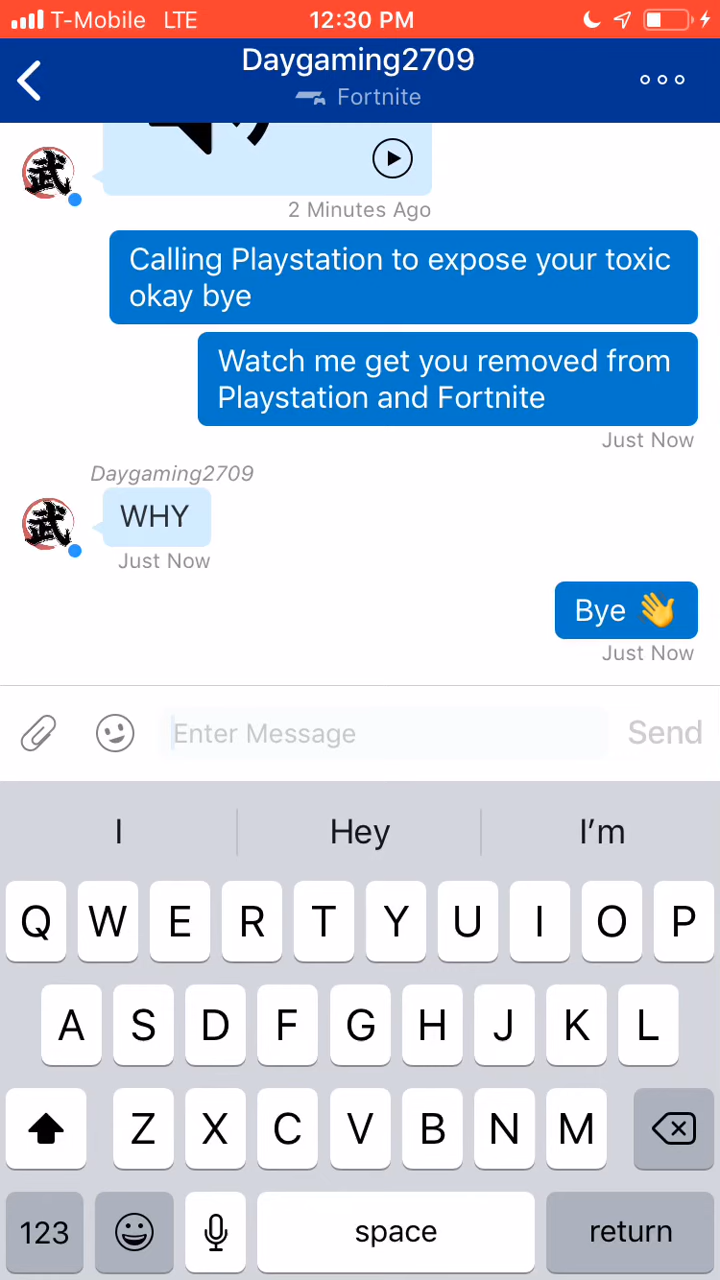 T-Mobile LTE 12:30 PM
Daygaming2709
Fortnite
武
2 Minutes Ago
Calling Playstation to expose your toxic
okay bye
Watch me get you removed from
Playstation and Fortnite
Just Now
Daygaming2709
武
WHY
Just Now
Bye 👋
Just Now
Enter Message Send
I Hey I’m
Q W E R T Y U I O P
A S D F G H J K L
Z X C V B N M
123 space return